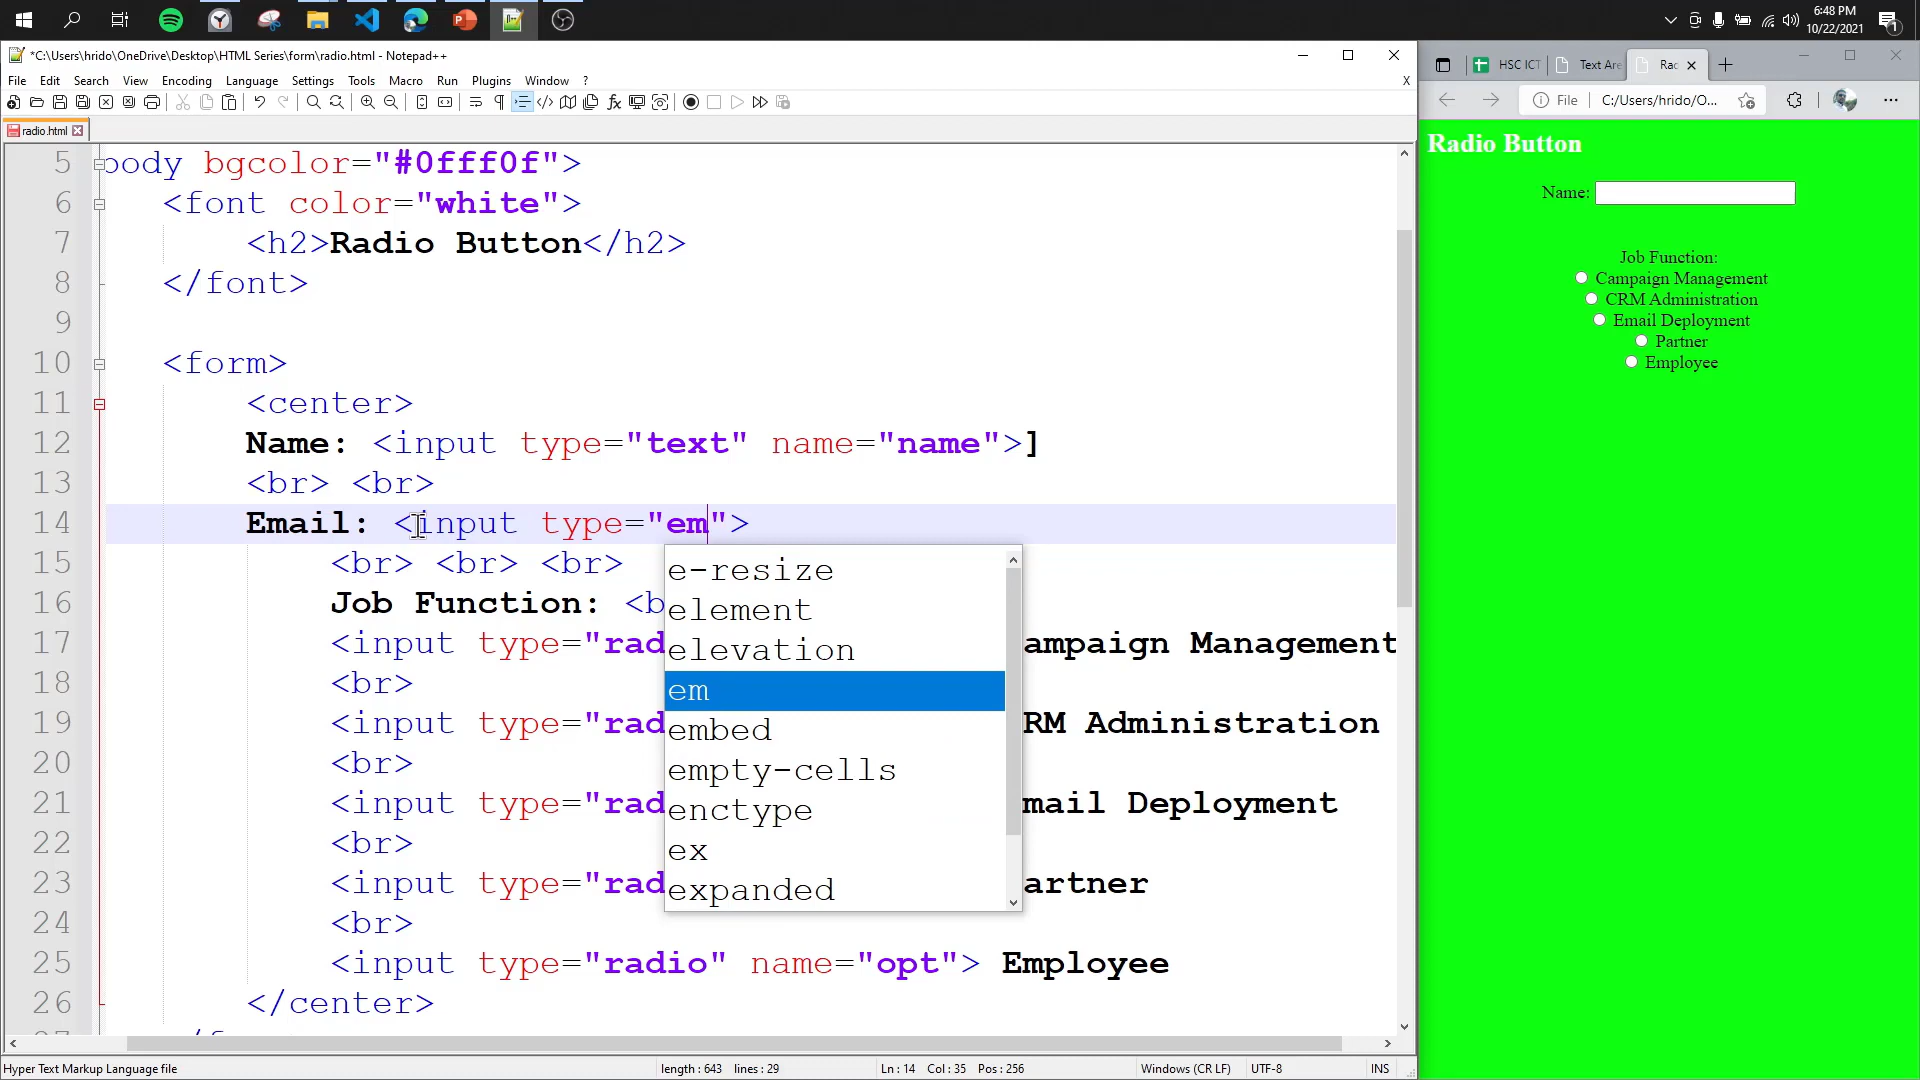 6:48 PM
10/22/2021
1
*C:\Users\hrido\OneDrive\Desktop\HTML Series\form\radio.html - Notepad++
File Edit Search View Encoding Language Settings Tools Macro Run Plugins Window ? X
radio.html
5 body bgcolor="#0fff0f">
6 <font color="white">
7 <h2>Radio Button</h2>
8 </font>
9
10 <form>
11 <center>
12 Name: <input type="text" name="name">]
13 <br> <br>
14 Email: <input type="em">
15 <br> <br> <br>
16 Job Function: <b
17 <input type="rad ampaign Management
18 <br>
19 <input type="rad RM Administration
20 <br>
21 <input type="rad mail Deployment
22 <br>
23 <input type="rad artner
24 <br>
25 <input type="radio" name="opt"> Employee
26 </center>
e-resize
element
elevation
em
embed
empty-cells
enctype
ex
expanded
Hyper Text Markup Language file length : 643 lines : 29 Ln : 14 Col : 35 Pos : 256 Windows (CR LF) UTF-8 INS
HSC ICT Text Are Rac
File C:/Users/hrido/O...
Radio Button
Name:
Job Function:
Campaign Management
CRM Administration
Email Deployment
Partner
Employee